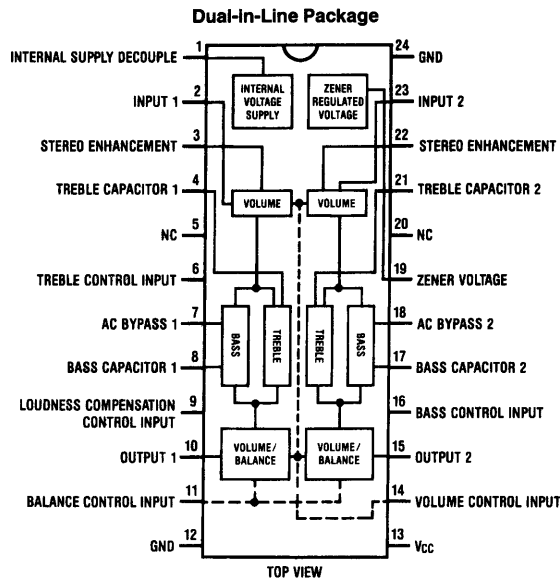 Dual-In-Line Package
1
INTERNAL SUPPLY DECOUPLE
24
GND
INTERNAL
VOLTAGE
SUPPLY
ZENER
REGULATED
VOLTAGE
2
INPUT 1
23
INPUT 2
3
STEREO ENHANCEMENT
22
STEREO ENHANCEMENT
4
TREBLE CAPACITOR 1
21
TREBLE CAPACITOR 2
VOLUME
VOLUME
5
NC
20
NC
6
TREBLE CONTROL INPUT
19
ZENER VOLTAGE
7
AC BYPASS 1
18
AC BYPASS 2
BASS
TREBLE
TREBLE
BASS
8
BASS CAPACITOR 1
17
BASS CAPACITOR 2
9
LOUDNESS COMPENSATION
CONTROL INPUT
16
BASS CONTROL INPUT
10
OUTPUT 1
VOLUME/
BALANCE
VOLUME/
BALANCE
15
OUTPUT 2
11
BALANCE CONTROL INPUT
14
VOLUME CONTROL INPUT
12
GND
13
VCC
TOP VIEW